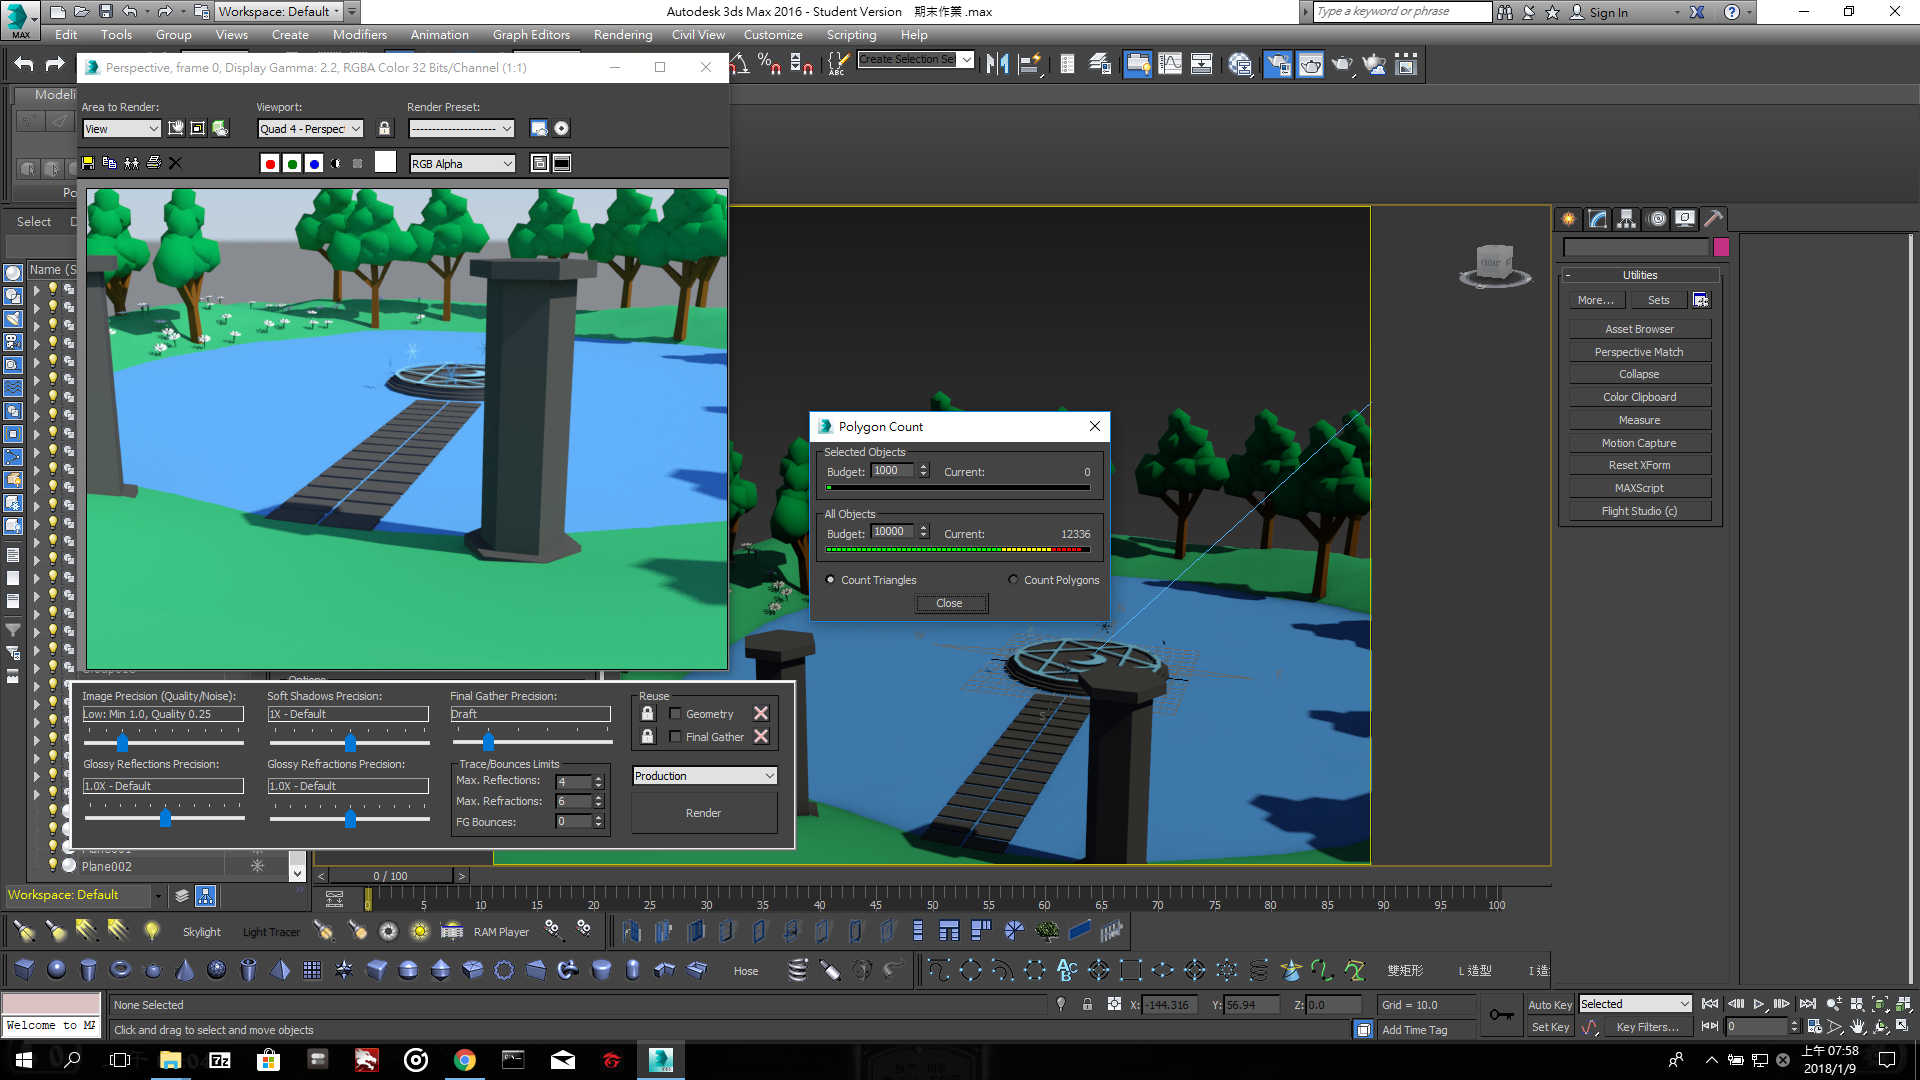 Workspace: Default
Autodesk 3ds Max 2016 - Student Version 期末作業 .max
Type a keyword or phrase
Sign In
MAX
Edit Tools Group Views Create Modifiers Animation Graph Editors Rendering Civil View Customize Scripting Help
Perspective, frame 0, Display Gamma: 2.2, RGBA Color 32 Bits/Channel (1:1)
Create Selection Se
Modeli
Area to Render:
Viewport:
Render Preset:
View
Quad 4 - Perspect
RGB Alpha
Po
Select
Name (S
FRONT
Utilities
More...
Sets
Asset Browser
Perspective Match
Collapse
Color Clipboard
Measure
Motion Capture
Reset XForm
MAXScript
Flight Studio (c)
Polygon Count
Selected Objects
Budget: 1000 Current: 0
All Objects
Budget: 10000 Current: 12336
Count Triangles Count Polygons
Close
Options
Image Precision (Quality/Noise):
Low: Min 1.0, Quality 0.25
Soft Shadows Precision:
1X - Default
Final Gather Precision:
Draft
Reuse
Geometry
Final Gather
Glossy Reflections Precision:
1.0X - Default
Glossy Refractions Precision:
1.0X - Default
Trace/Bounces Limits
Max. Reflections: 4
Max. Refractions: 6
FG Bounces: 0
Production
Render
Plane001
Plane002
0 / 100
Workspace: Default
0 5 10 15 20 25 30 35 40 45 50 55 60 65 70 75 80 85 90 95 100
Skylight
Light Tracer
RAM Player
Hose
雙矩形
L 造型
I 造
None Selected
X: -144.316 Y: 56.94 Z: 0.0
Grid = 10.0
Auto Key
Selected
Welcome to MA
Click and drag to select and move objects
Add Time Tag
Set Key
Key Filters...
0
上午 07:58
2018/1/9